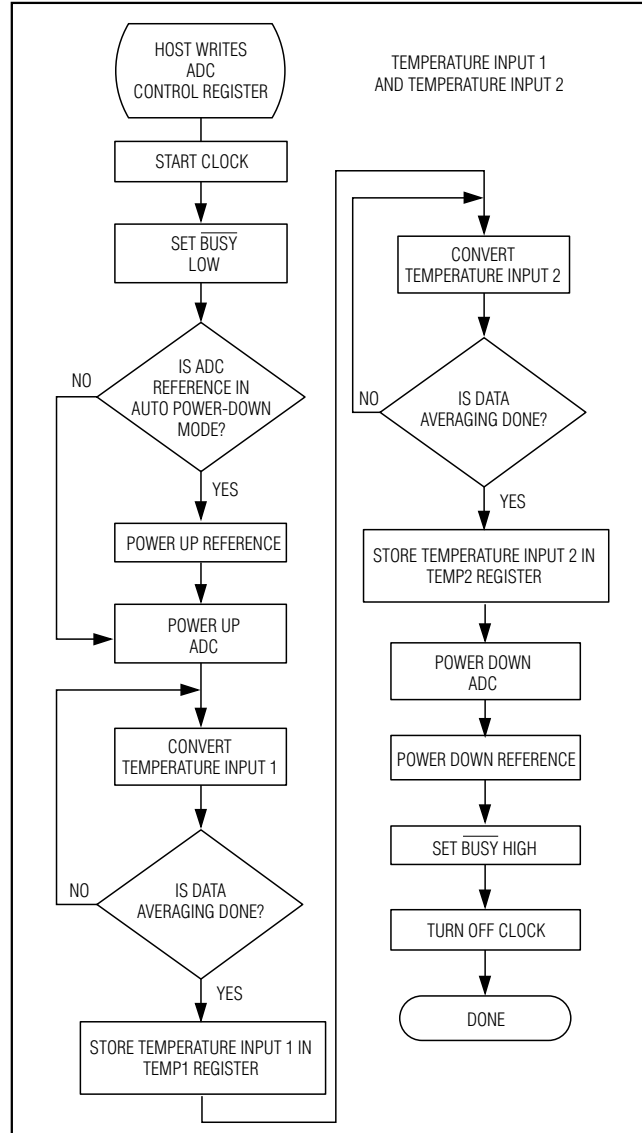 HOST WRITES
ADC
CONTROL REGISTER
START CLOCK
SET BUSY
LOW
IS ADC
REFERENCE IN
AUTO POWER-DOWN
MODE?
NO
YES
POWER UP REFERENCE
POWER UP
ADC
CONVERT
TEMPERATURE INPUT 1
IS DATA
AVERAGING DONE?
NO
YES
STORE TEMPERATURE INPUT 1 IN
TEMP1 REGISTER
TEMPERATURE INPUT 1
AND TEMPERATURE INPUT 2
CONVERT
TEMPERATURE INPUT 2
IS DATA
AVERAGING DONE?
NO
YES
STORE TEMPERATURE INPUT 2 IN
TEMP2 REGISTER
POWER DOWN
ADC
POWER DOWN REFERENCE
SET BUSY HIGH
TURN OFF CLOCK
DONE